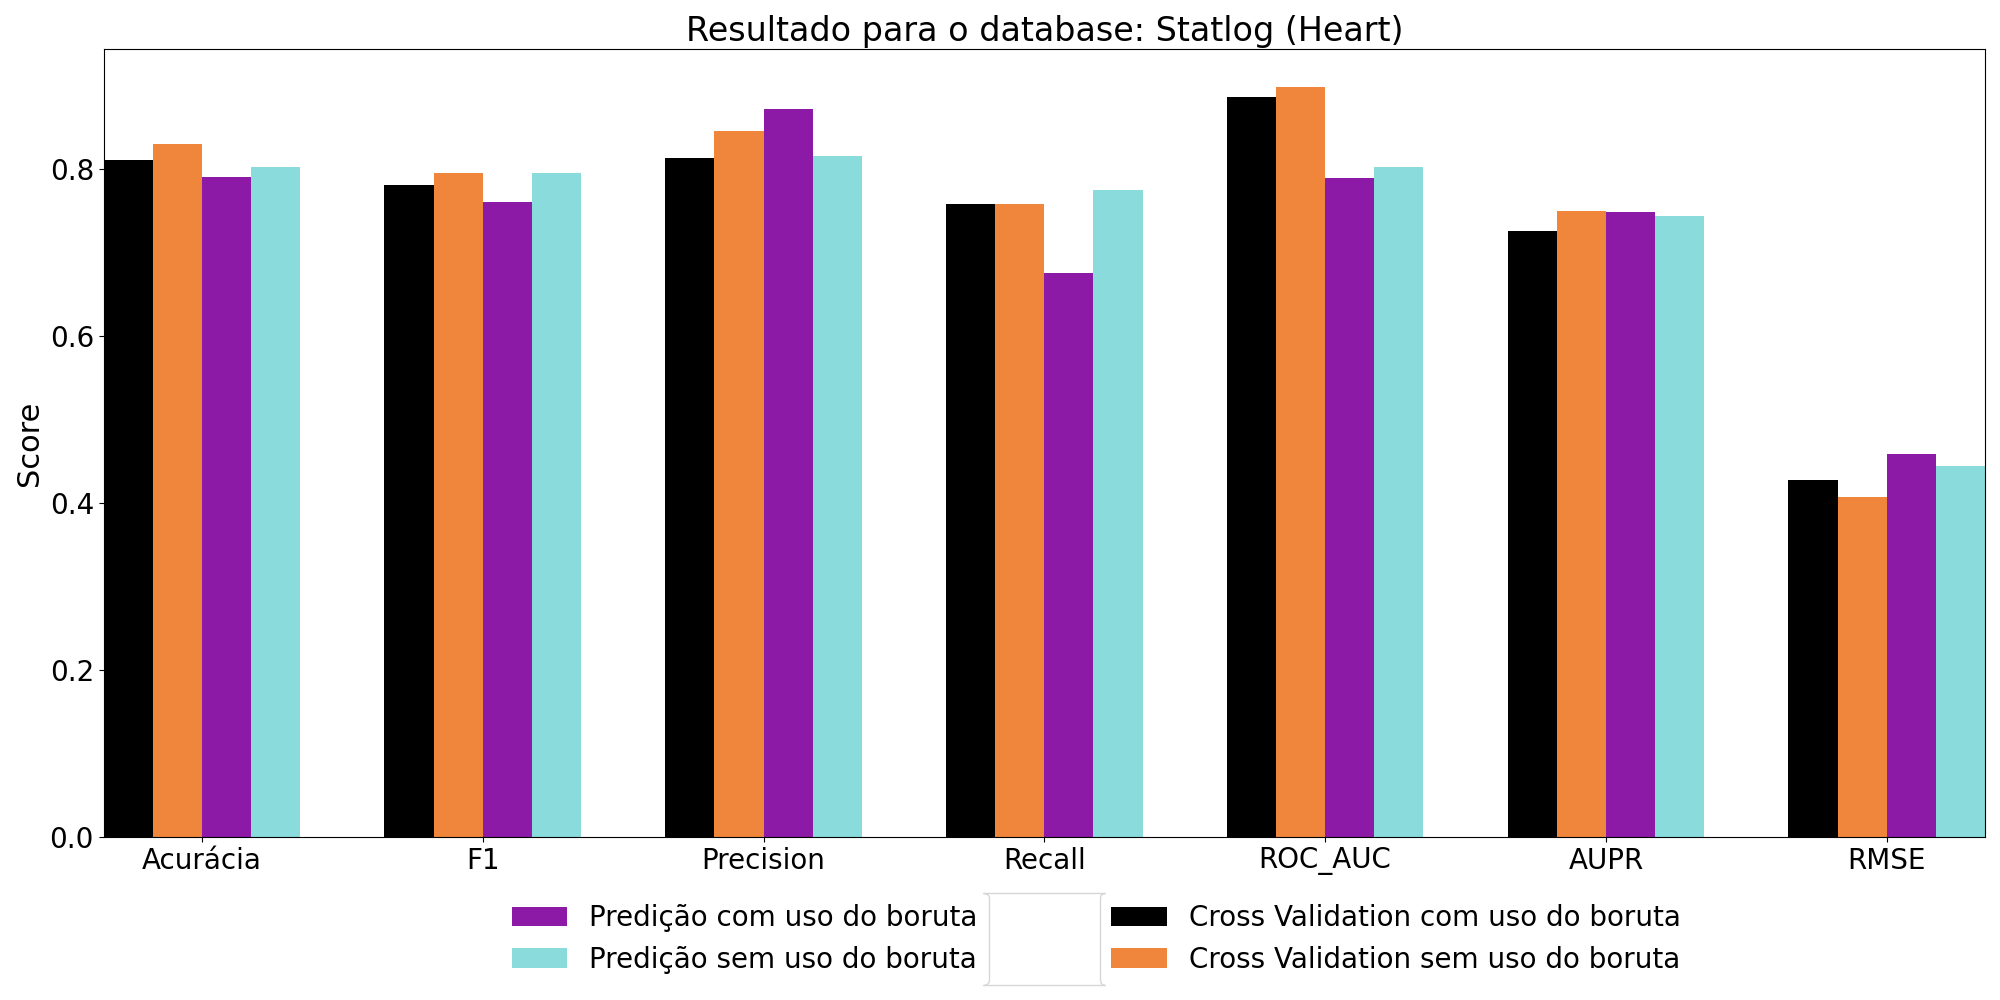 Resultado para o database: Statlog (Heart)
Score
0.8
0.6
0.4
0.2
0.0
Acurácia F1 Precision Recall ROC_AUC AUPR RMSE
Predição com uso do boruta
Predição sem uso do boruta
Cross Validation com uso do boruta
Cross Validation sem uso do boruta